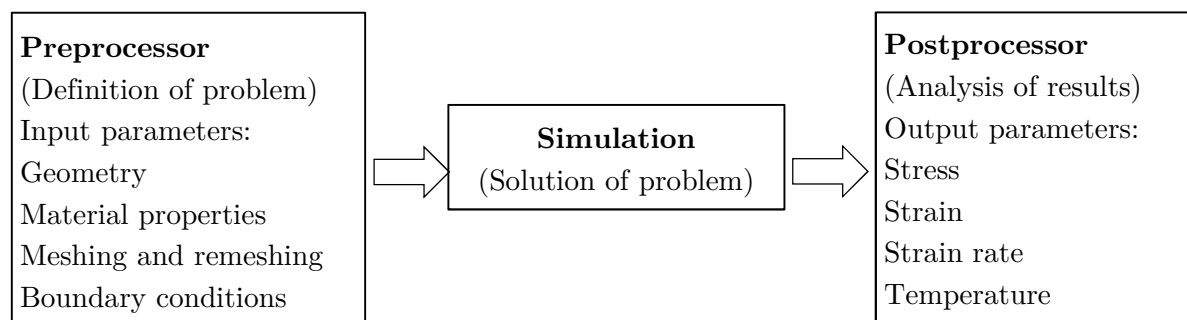 Preprocessor
(Definition of problem)
Input parameters:
Geometry
Material properties
Meshing and remeshing
Boundary conditions
Simulation
(Solution of problem)
Postprocessor
(Analysis of results)
Output parameters:
Stress
Strain
Strain rate
Temperature